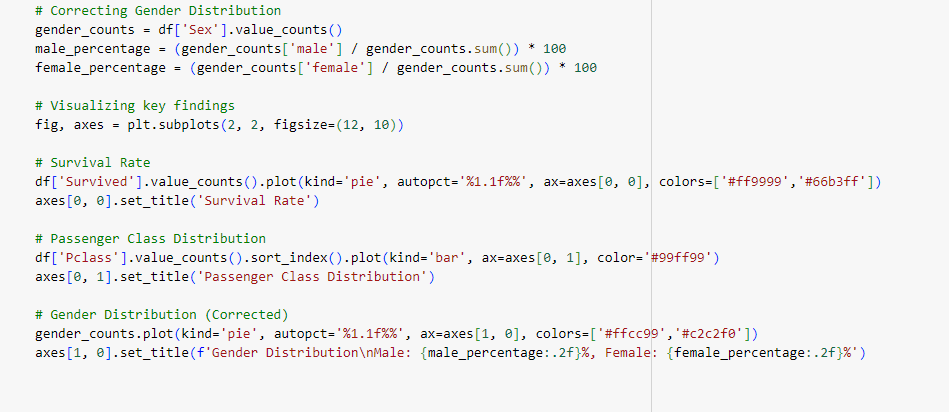 # Correcting Gender Distribution
gender_counts = df['Sex'].value_counts()
male_percentage = (gender_counts['male'] / gender_counts.sum()) * 100
female_percentage = (gender_counts['female'] / gender_counts.sum()) * 100
# Visualizing key findings
fig, axes = plt.subplots(2, 2, figsize=(12, 10))
# Survival Rate
df['Survived'].value_counts().plot(kind='pie', autopct='%1.1f%%', ax=axes[0, 0], colors=['#ff9999','#66b3ff'])
axes[0, 0].set_title('Survival Rate')
# Passenger Class Distribution
df['Pclass'].value_counts().sort_index().plot(kind='bar', ax=axes[0, 1], color='#99ff99')
axes[0, 1].set_title('Passenger Class Distribution')
# Gender Distribution (Corrected)
gender_counts.plot(kind='pie', autopct='%1.1f%%', ax=axes[1, 0], colors=['#ffcc99','#c2c2f0'])
axes[1, 0].set_title(f'Gender Distribution\nMale: {male_percentage:.2f}%, Female: {female_percentage:.2f}%')